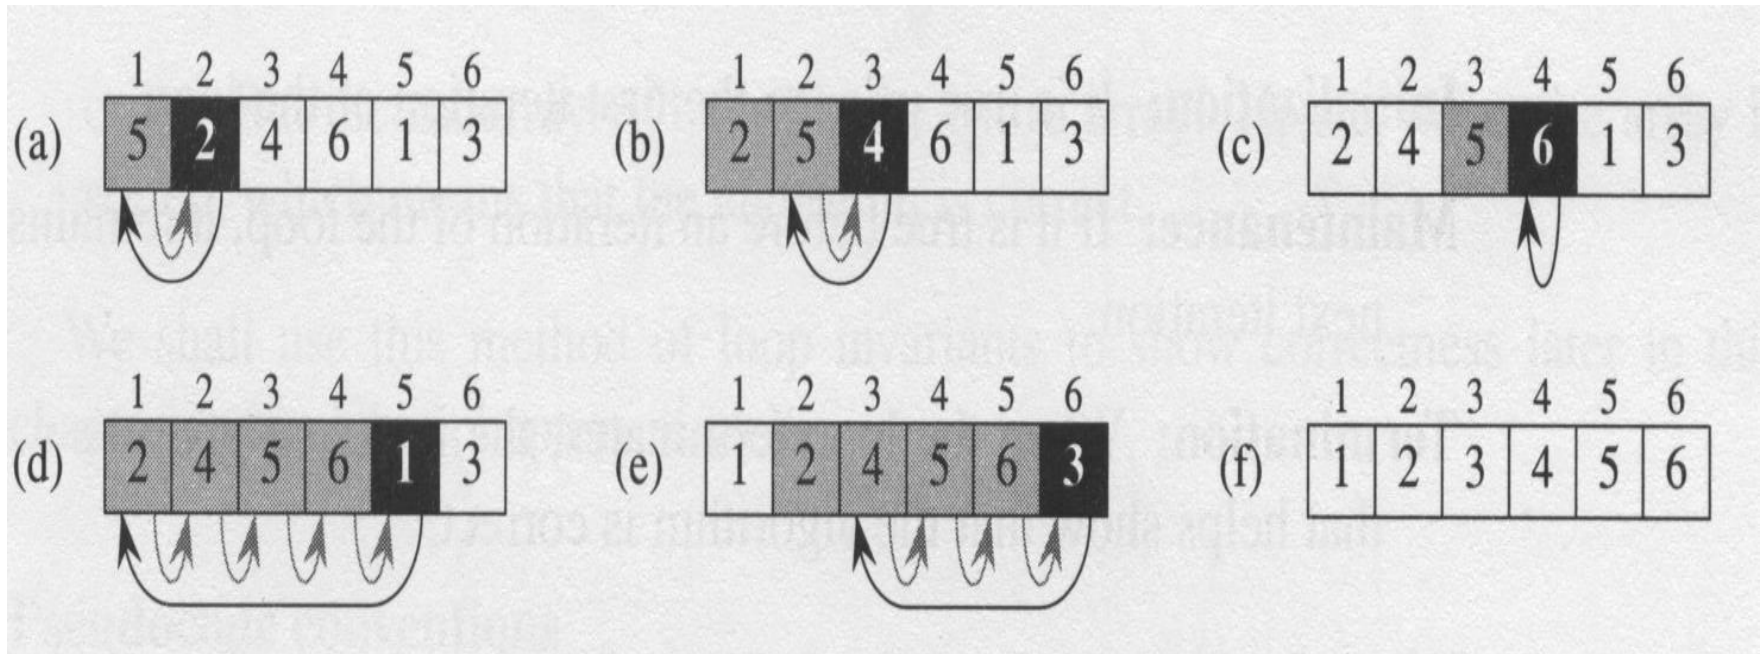 1 2 3 4 5 6
(a) 5 2 4 6 1 3
1 2 3 4 5 6
(b) 2 5 4 6 1 3
1 2 3 4 5 6
(c) 2 4 5 6 1 3
1 2 3 4 5 6
(d) 2 4 5 6 1 3
1 2 3 4 5 6
(e) 1 2 4 5 6 3
1 2 3 4 5 6
(f) 1 2 3 4 5 6